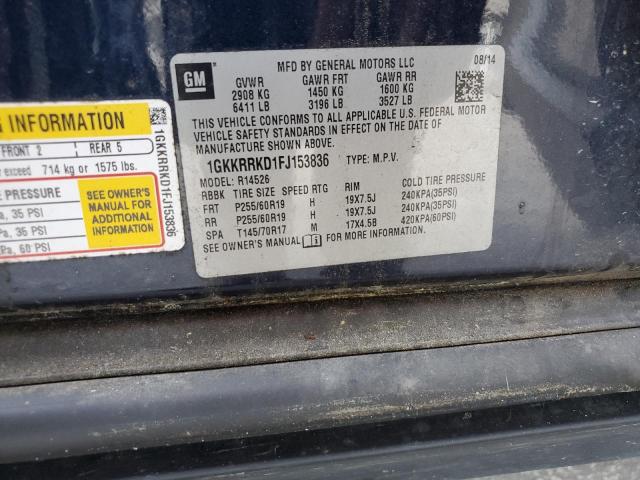 GM
MFD BY GENERAL MOTORS LLC
08/14
GVWR GAWR FRT GAWR RR
2908 KG 1450 KG 1600 KG
6411 LB 3196 LB 3527 LB
THIS VEHICLE CONFORMS TO ALL APPLICABLE U.S. FEDERAL MOTOR
VEHICLE SAFETY STANDARDS IN EFFECT ON THE DATE OF
MANUFACTURE SHOWN ABOVE.
1GKKRRKD1FJ153836 TYPE: M.P.V.
MODEL: R14526
RBBK TIRE SIZE SPEED RTG RIM COLD TIRE PRESSURE
FRT P255/60R19 H 19X7.5J 240KPA(35PSI)
RR P255/60R19 H 19X7.5J 240KPA(35PSI)
SPA T145/70R17 M 17X4.5B 420KPA(60PSI)
SEE OWNER'S MANUAL FOR MORE INFORMATION.
G INFORMATION
FRONT 2 REAR 5
exceed 714 kg or 1575 lbs.
E PRESSURE
a, 35 PSI
a, 35 PSI
Pa, 60 PSI
SEE OWNER'S
MANUAL FOR
ADDITIONAL
INFORMATION
1GKKRRKD1FJ153836